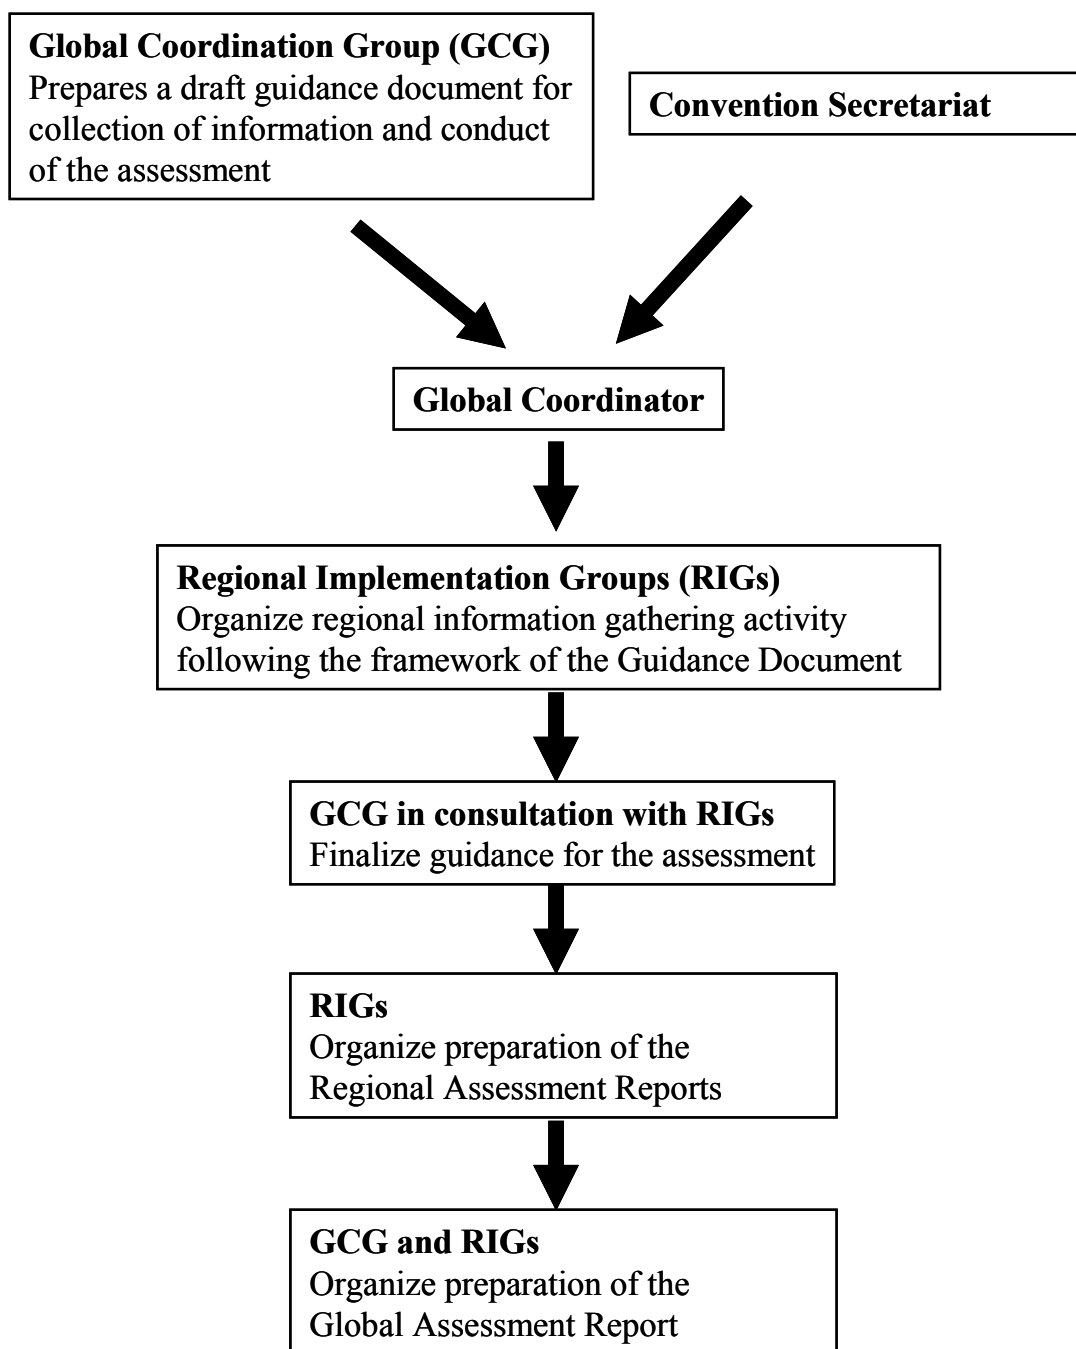 Global Coordination Group (GCG)
Prepares a draft guidance document for
collection of information and conduct
of the assessment
Convention Secretariat
Global Coordinator
Regional Implementation Groups (RIGs)
Organize regional information gathering activity
following the framework of the Guidance Document
GCG in consultation with RIGs
Finalize guidance for the assessment
RIGs
Organize preparation of the
Regional Assessment Reports
GCG and RIGs
Organize preparation of the
Global Assessment Report